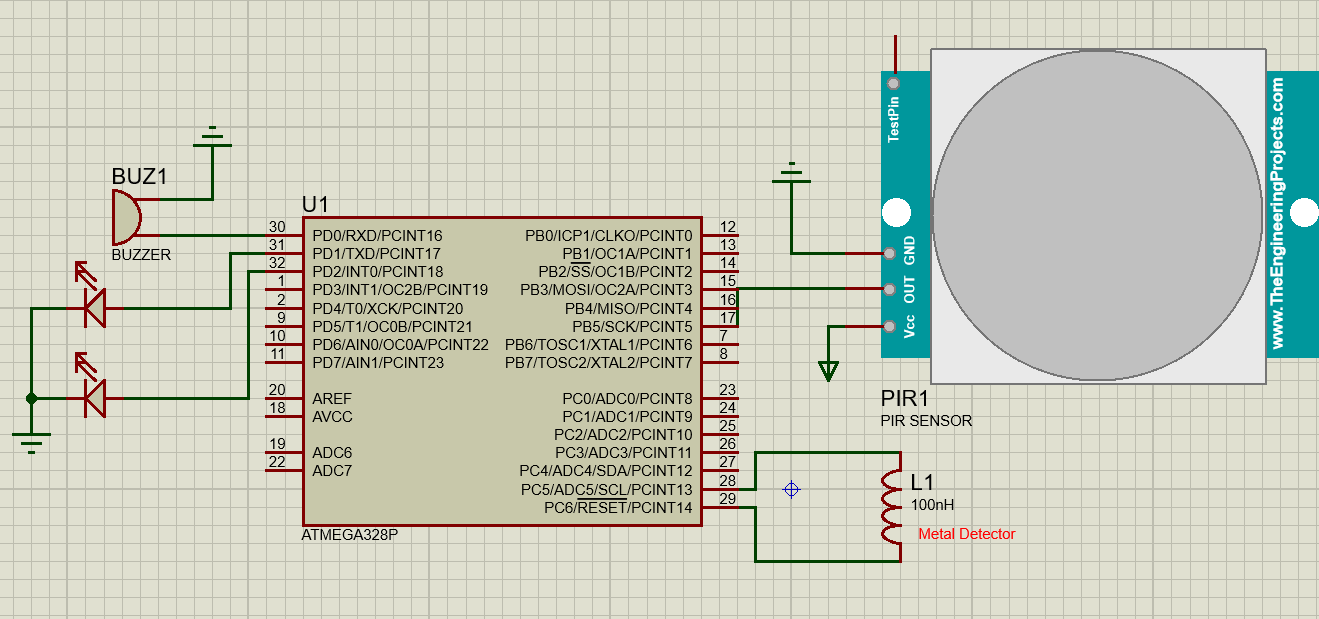 BUZ1
BUZZER
U1
30 PD0/RXD/PCINT16
31 PD1/TXD/PCINT17
32 PD2/INT0/PCINT18
1 PD3/INT1/OC2B/PCINT19
2 PD4/T0/XCK/PCINT20
9 PD5/T1/OC0B/PCINT21
10 PD6/AIN0/OC0A/PCINT22
11 PD7/AIN1/PCINT23
20 AREF
18 AVCC
19 ADC6
22 ADC7
PB0/ICP1/CLKO/PCINT0 12
PB1/OC1A/PCINT1 13
PB2/SS/OC1B/PCINT2 14
PB3/MOSI/OC2A/PCINT3 15
PB4/MISO/PCINT4 16
PB5/SCK/PCINT5 17
PB6/TOSC1/XTAL1/PCINT6 7
PB7/TOSC2/XTAL2/PCINT7 8
PC0/ADC0/PCINT8 23
PC1/ADC1/PCINT9 24
PC2/ADC2/PCINT10 25
PC3/ADC3/PCINT11 26
PC4/ADC4/SDA/PCINT12 27
PC5/ADC5/SCL/PCINT13 28
PC6/RESET/PCINT14 29
ATMEGA328P
TestPin
GND
OUT
Vcc
www.TheEngineeringProjects.com
PIR1
PIR SENSOR
L1
100nH
Metal Detector